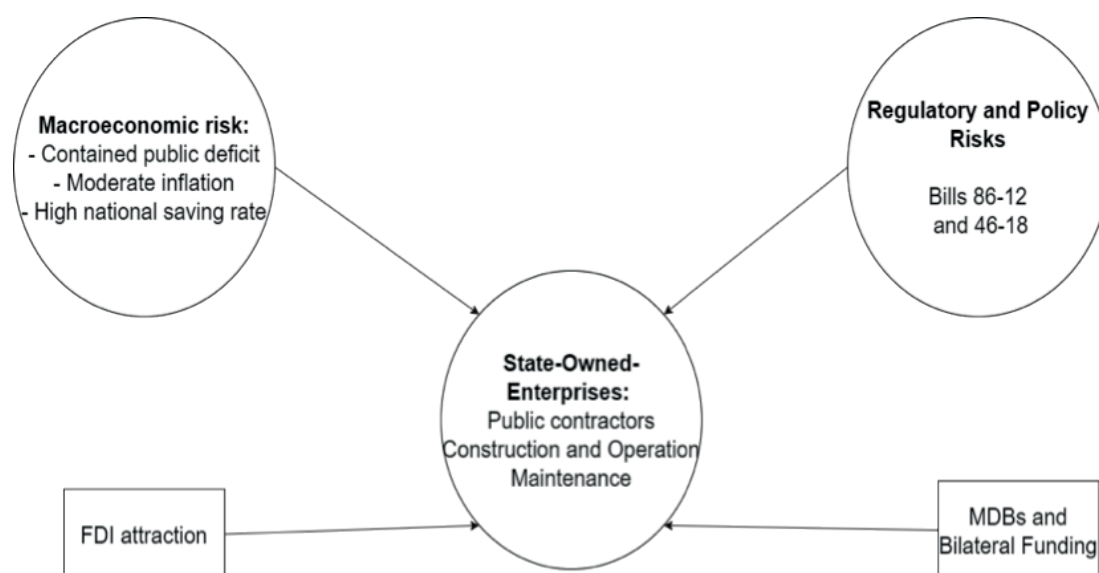 Macroeconomic risk:
- Contained public deficit
- Moderate inflation
- High national saving rate
Regulatory and Policy
Risks
Bills 86-12
and 46-18
State-Owned-
Enterprises:
Public contractors
Construction and Operation
Maintenance
FDI attraction
MDBs and
Bilateral Funding